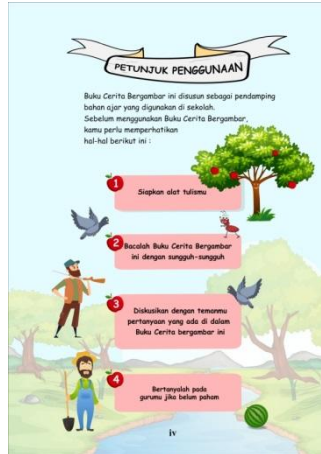 PETUNJUK PENGGUNAAN
Buku Cerita Bergambar ini disusun sebagai pendamping
bahan ajar yang digunakan di sekolah.
Sebelum menggunakan Buku Cerita Bergambar,
kamu perlu memperhatikan
hal-hal berikut ini :
1
Siapkan alat tulismu
2
Bacalah Buku Cerita Bergambar
ini dengan sungguh-sungguh
3
Diskusikan dengan temanmu
pertanyaan yang ada di dalam
Buku Cerita bergambar ini
4
Bertanyalah pada
gurumu jika belum paham
iv